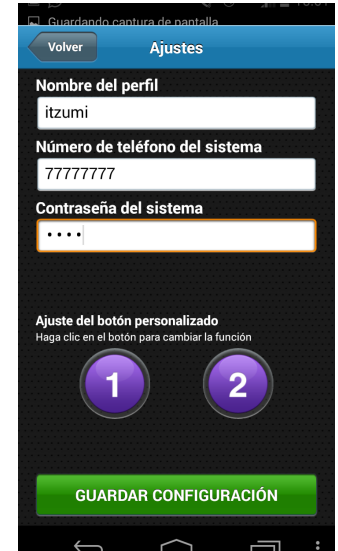 Guardando captura de pantalla
Volver
Ajustes
Nombre del perfil
itzumi
Número de teléfono del sistema
77777777
Contraseña del sistema
••••
Ajuste del botón personalizado
Haga clic en el botón para cambiar la función
1
2
GUARDAR CONFIGURACIÓN